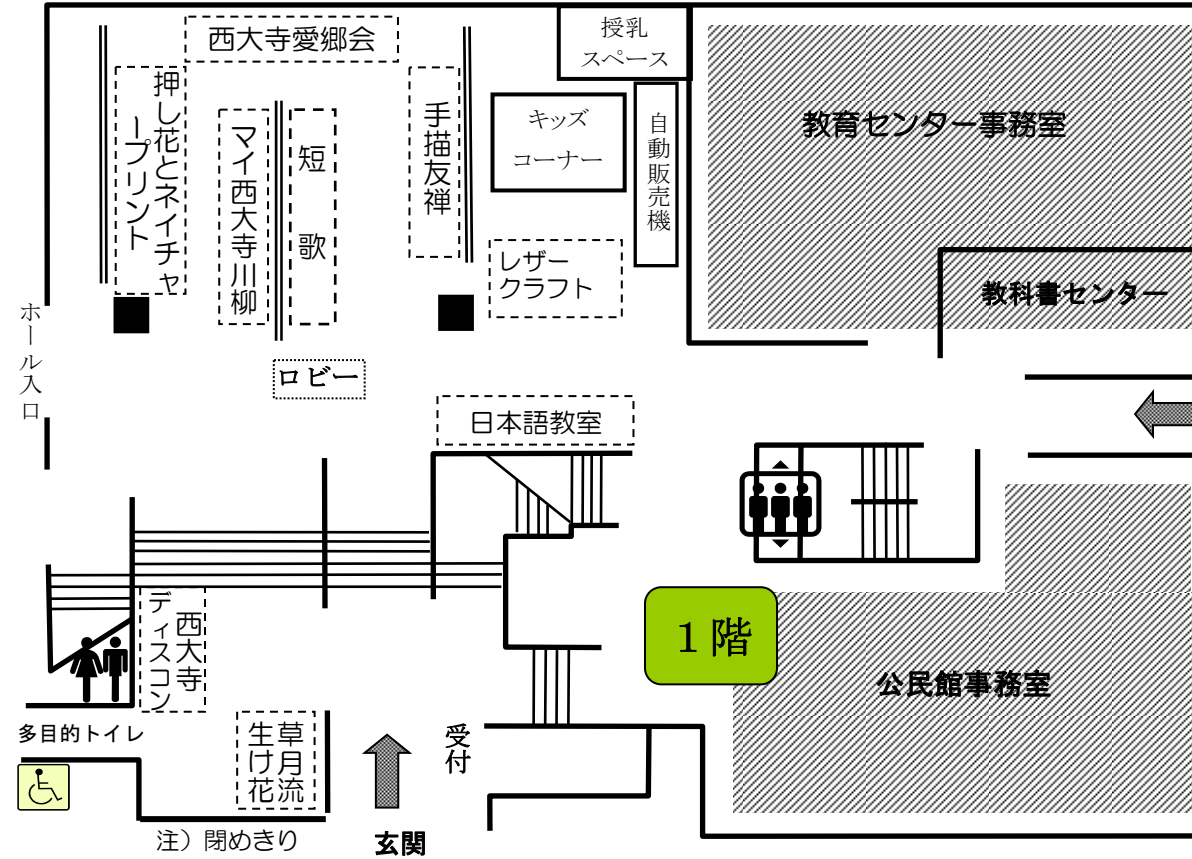 西大寺愛郷会
授乳
スペース
押し花とネイチャ
ープリント
マイ西大寺川柳
短歌
手描友禅
キッズ
コーナー
自動販売機
教育センター事務室
レザー
クラフト
教科書センター
ホール入口
ロビー
日本語教室
1階
西大寺
ディスコン
公民館事務室
多目的トイレ
草月流
生け花
受付
注）閉めきり
玄関